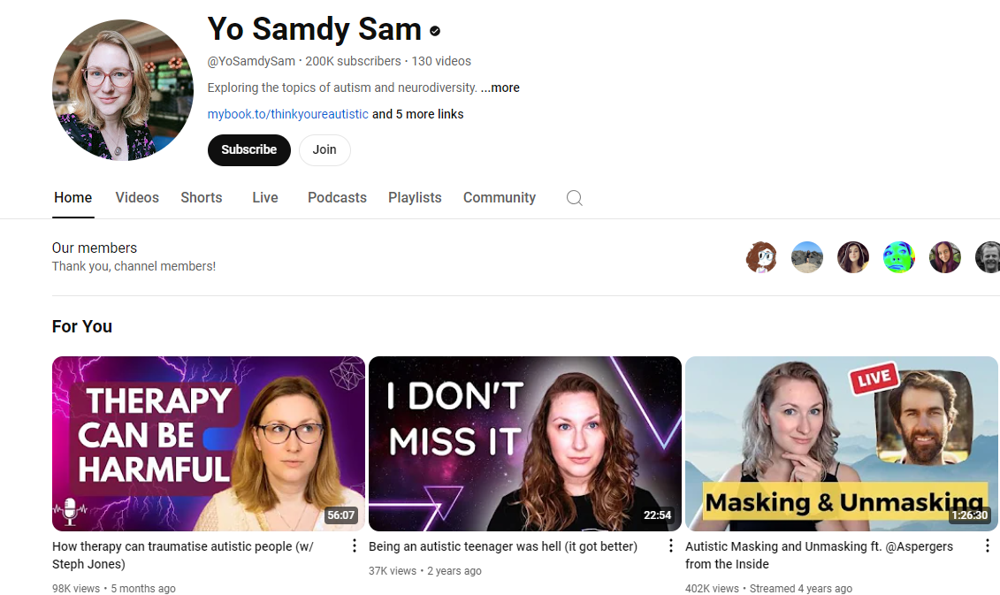 Yo Samdy Sam
@YoSamdySam · 200K subscribers · 130 videos
Exploring the topics of autism and neurodiversity. ...more
mybook.to/thinkyoureautistic and 5 more links
Subscribe Join
Home Videos Shorts Live Podcasts Playlists Community
Our members
Thank you, channel members!
For You
THERAPY
CAN BE
HARMFUL
56:07
I DON'T
MISS IT
22:54
LIVE
Masking & Unmasking
1:26:30
How therapy can traumatise autistic people (w/
Steph Jones)
98K views • 5 months ago
Being an autistic teenager was hell (it got better)
37K views • 2 years ago
Autistic Masking and Unmasking ft. @Aspergers
from the Inside
402K views • Streamed 4 years ago